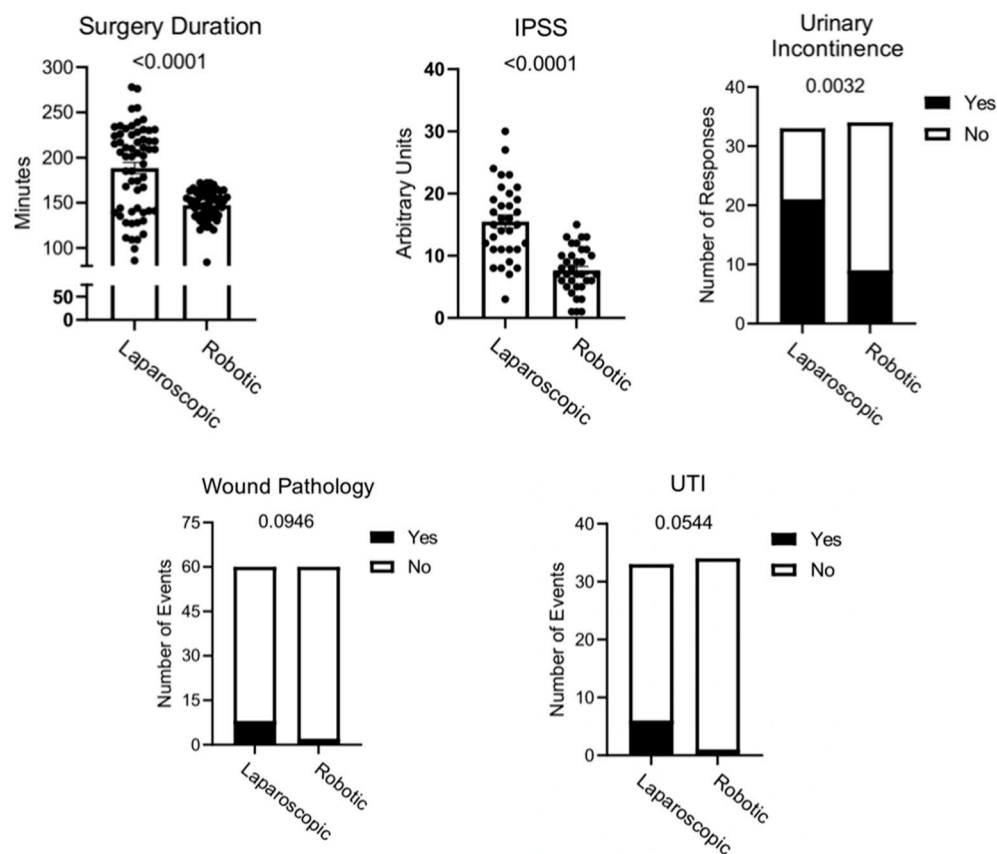 Surgery Duration
<0.0001
Minutes
300
250
200
150
100
50
0
Laparoscopic
Robotic
IPSS
<0.0001
Arbitrary Units
40
30
20
10
0
Laparoscopic
Robotic
Urinary
Incontinence
0.0032
Number of Responses
40
30
20
10
0
Laparoscopic
Robotic
Yes
No
Wound Pathology
0.0946
Number of Events
75
60
45
30
15
0
Laparoscopic
Robotic
Yes
No
UTI
0.0544
Number of Events
40
30
20
10
0
Laparoscopic
Robotic
Yes
No